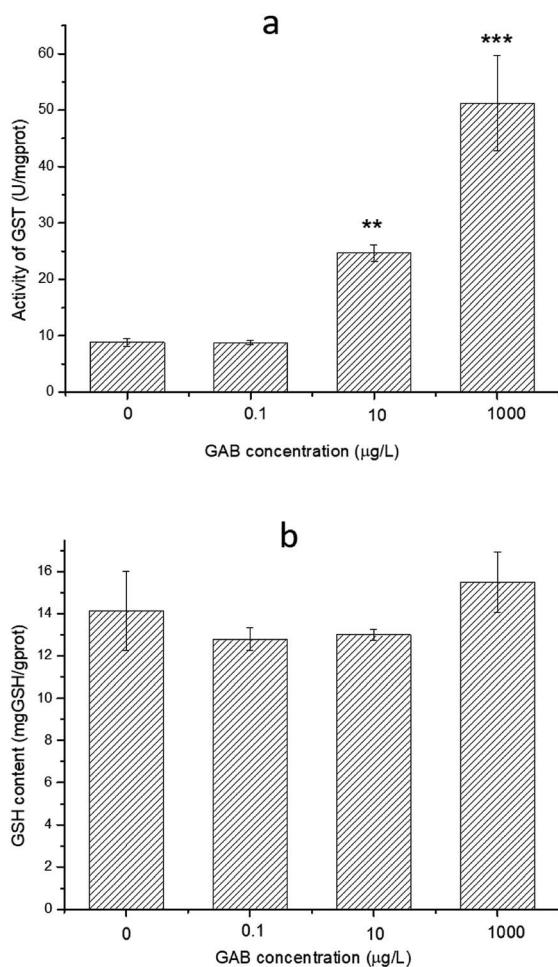 a
***
**
60
50
40
30
20
10
0
Activity of GST (U/mgprot)
0 0.1 10 1000
GAB concentration (μg/L)
b
16
14
12
10
8
6
4
2
0
GSH content (mgGSH/gprot)
0 0.1 10 1000
GAB concentration (μg/L)